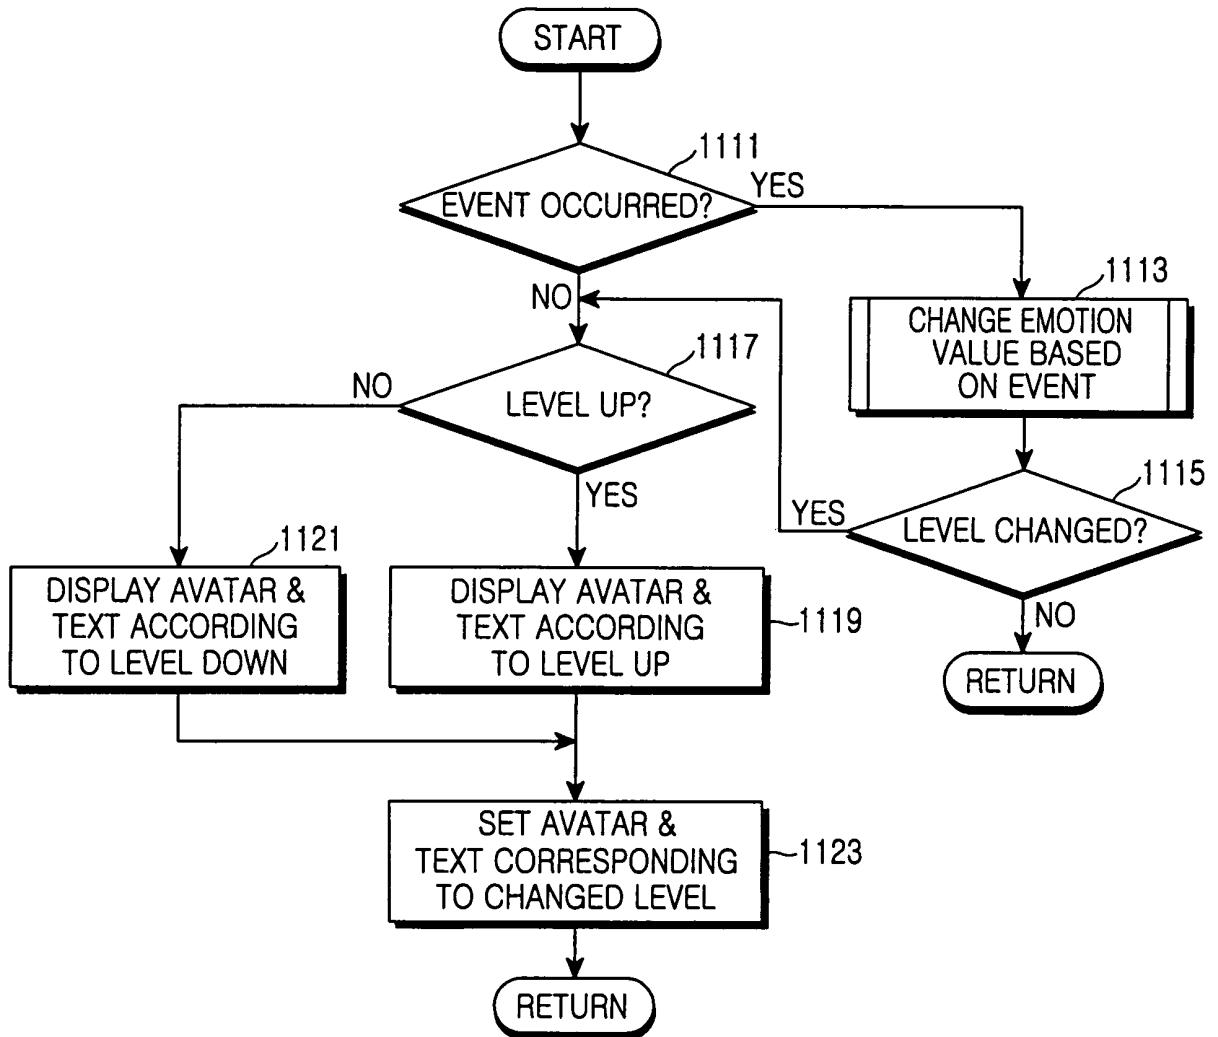 START
1111
EVENT OCCURRED?
YES
NO
1113
CHANGE EMOTION
VALUE BASED
ON EVENT
1117
LEVEL UP?
NO
YES
1115
LEVEL CHANGED?
YES
NO
RETURN
1121
DISPLAY AVATAR &
TEXT ACCORDING
TO LEVEL DOWN
DISPLAY AVATAR &
TEXT ACCORDING
TO LEVEL UP
1119
SET AVATAR &
TEXT CORRESPONDING
TO CHANGED LEVEL
1123
RETURN